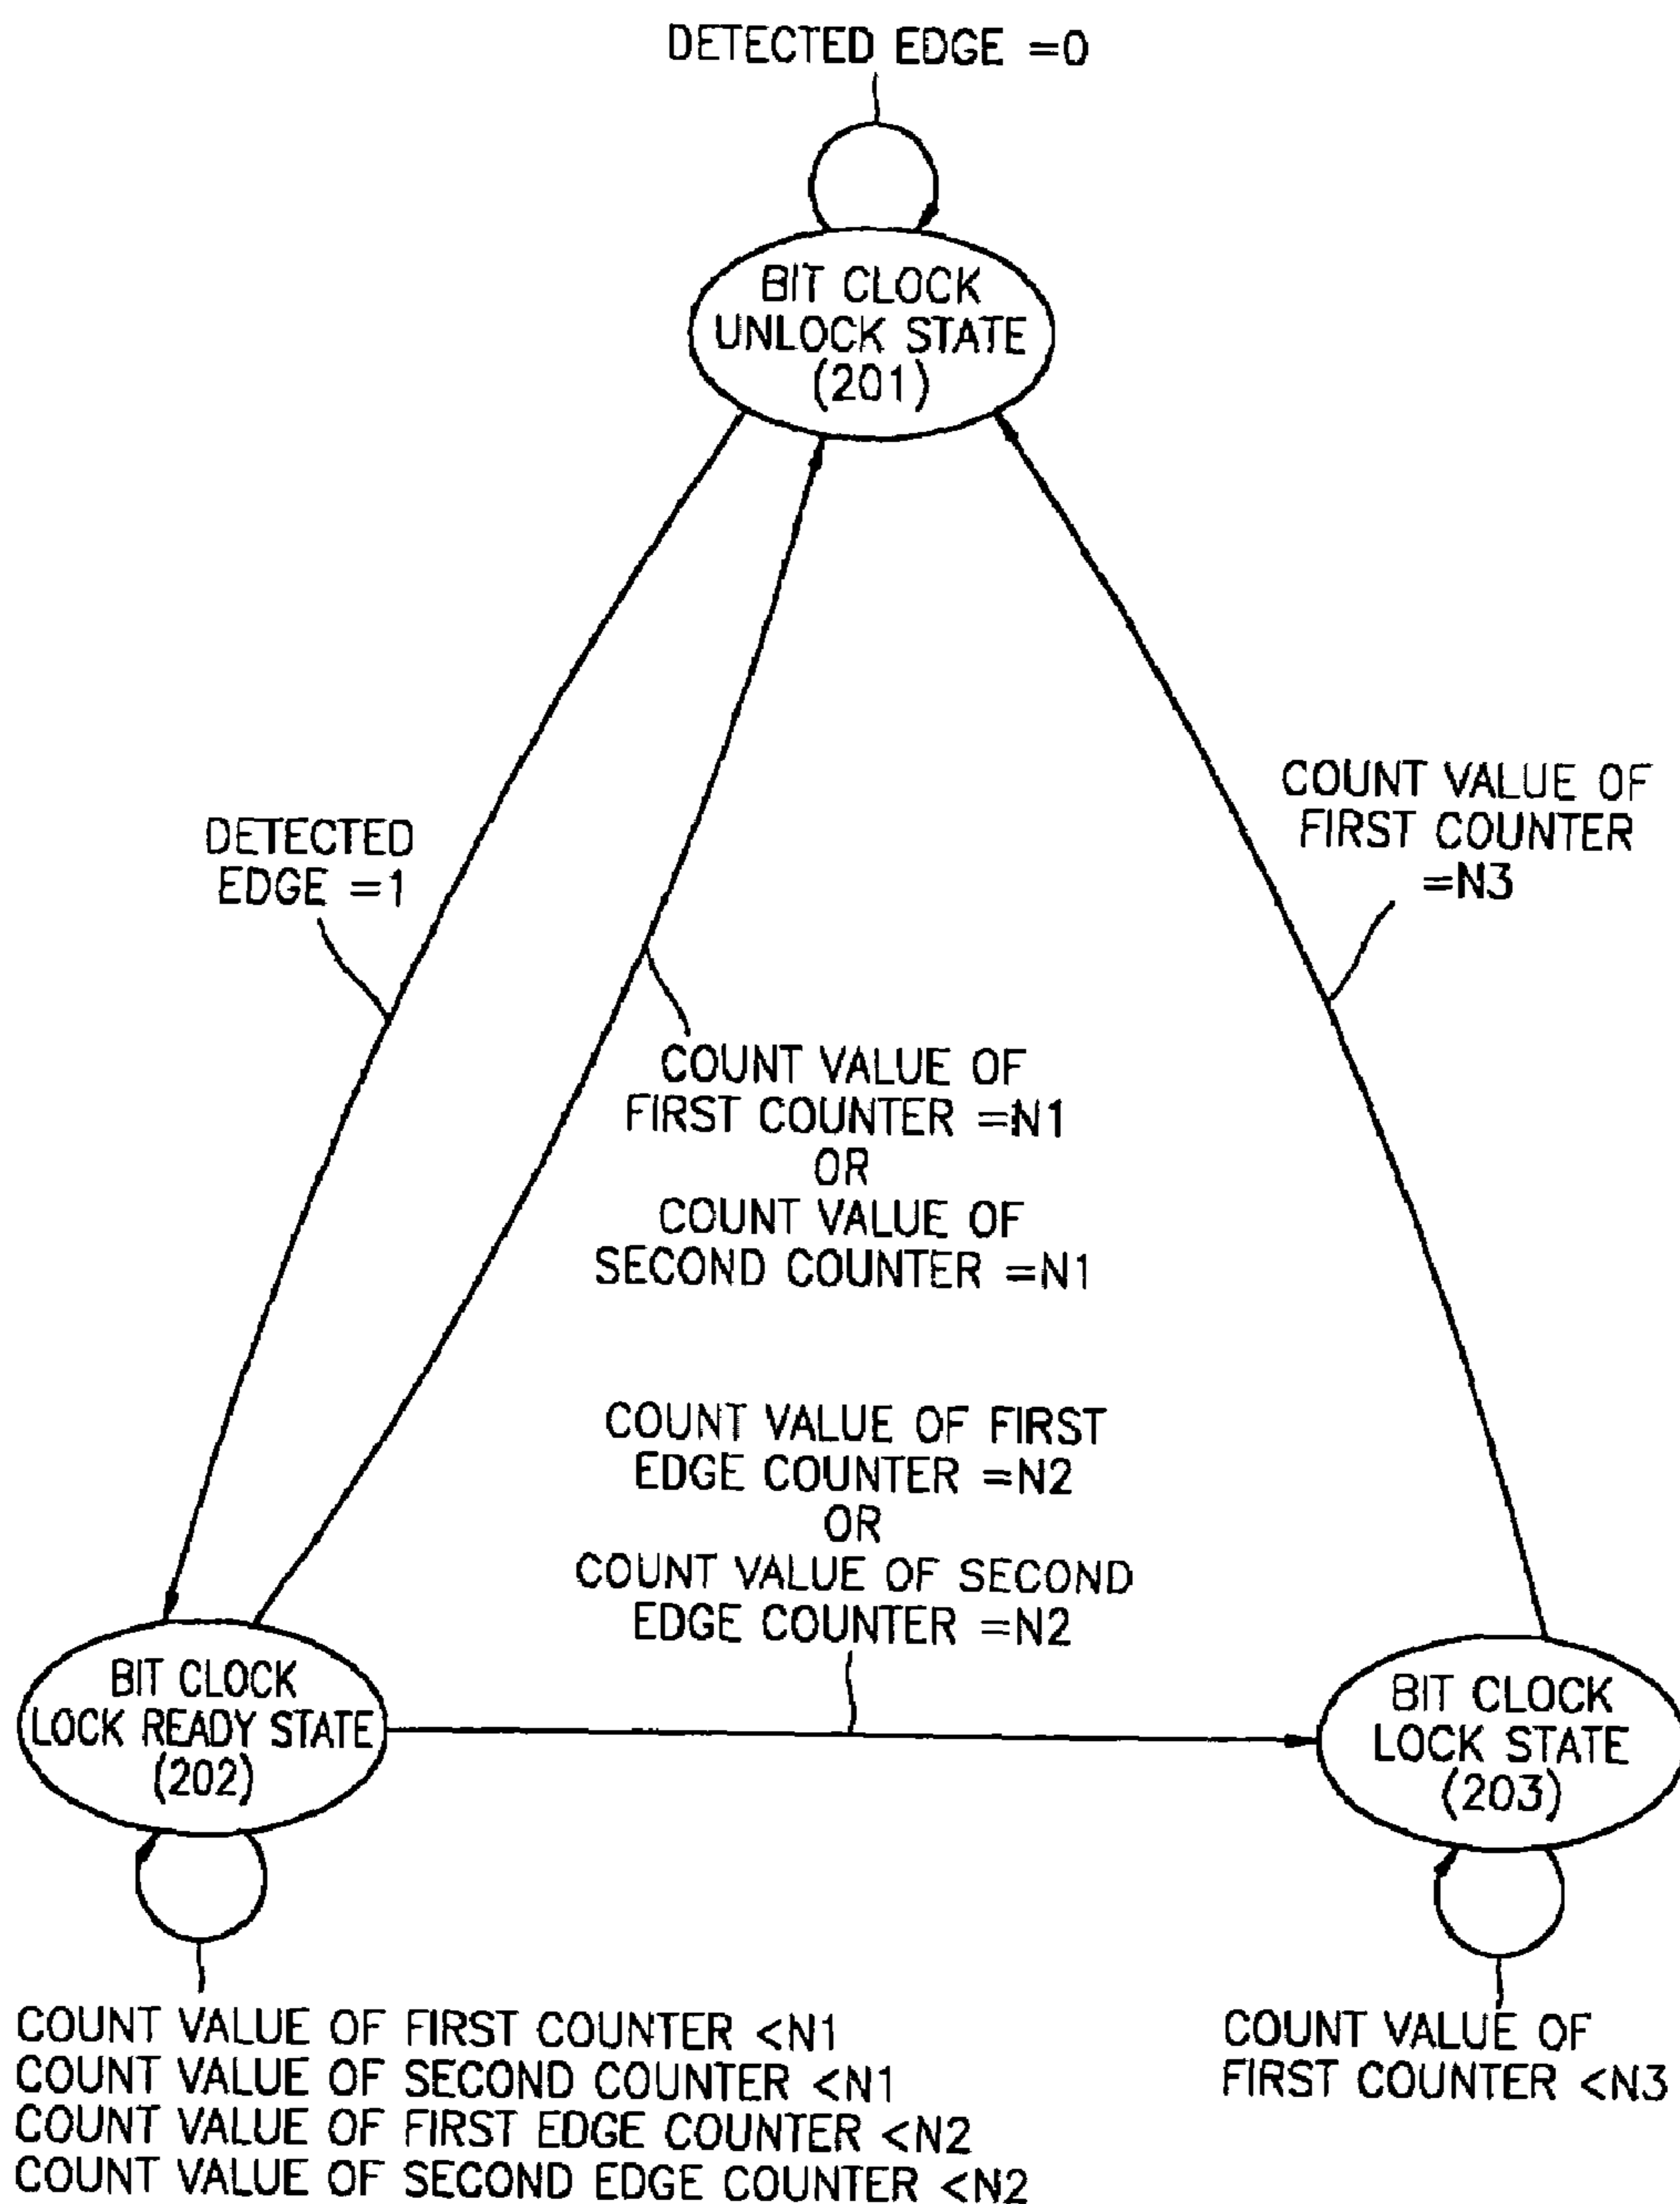 DETECTED EDGE =0
BIT CLOCK
UNLOCK STATE
(201)
DETECTED
EDGE =1
COUNT VALUE OF
FIRST COUNTER
=N3
COUNT VALUE OF
FIRST COUNTER =N1
OR
COUNT VALUE OF
SECOND COUNTER =N1
COUNT VALUE OF FIRST
EDGE COUNTER =N2
OR
COUNT VALUE OF SECOND
EDGE COUNTER =N2
BIT CLOCK
LOCK READY STATE
(202)
BIT CLOCK
LOCK STATE
(203)
COUNT VALUE OF FIRST COUNTER <N1
COUNT VALUE OF SECOND COUNTER <N1
COUNT VALUE OF FIRST EDGE COUNTER <N2
COUNT VALUE OF SECOND EDGE COUNTER <N2
COUNT VALUE OF
FIRST COUNTER <N3